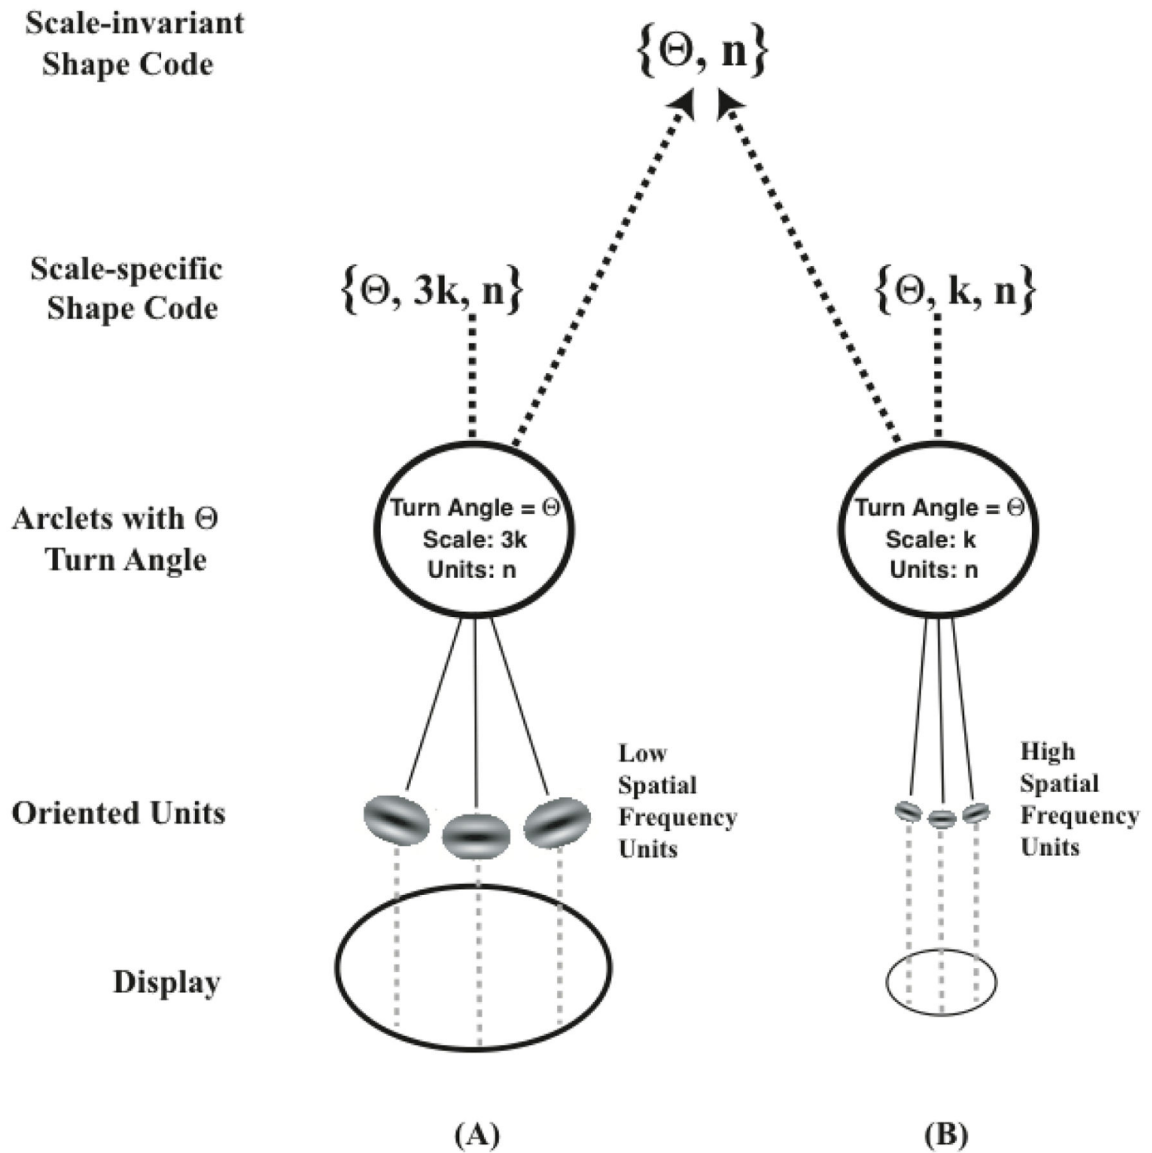 Scale-invariant
Shape Code
{Θ, n}
Scale-specific
Shape Code
{Θ, 3k, n}
{Θ, k, n}
Arclets with Θ
Turn Angle
Turn Angle = Θ
Scale: 3k
Units: n
Turn Angle = Θ
Scale: k
Units: n
Oriented Units
Low
Spatial
Frequency
Units
High
Spatial
Frequency
Units
Display
(A)
(B)